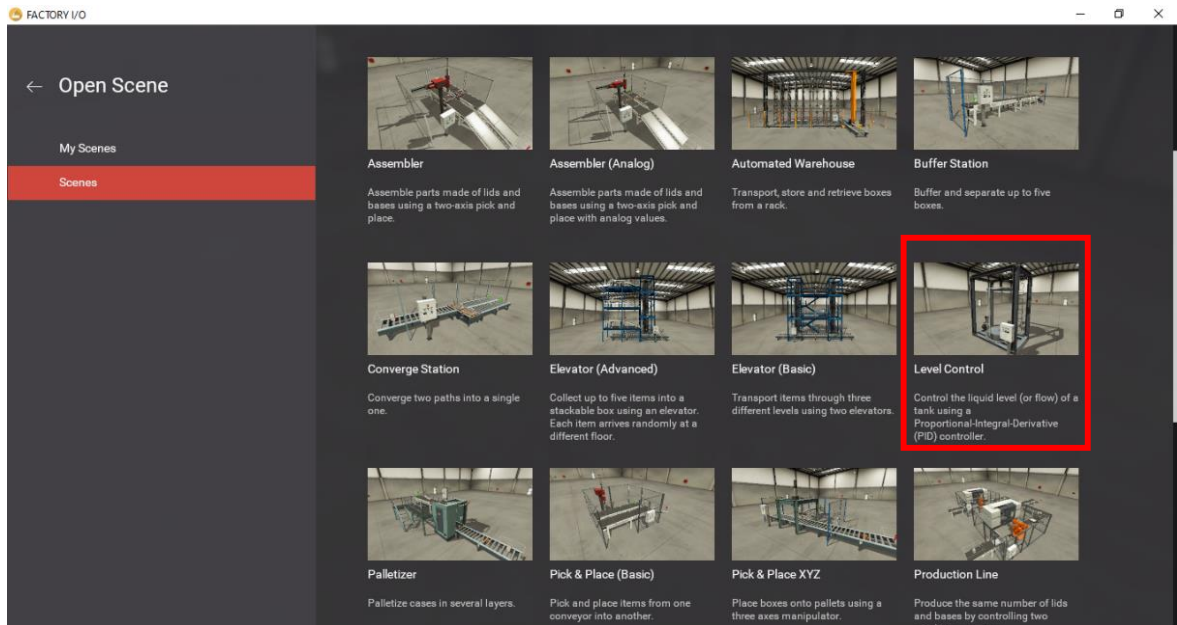 FACTORY I/O
Open Scene
My Scenes
Scenes
Assembler
Assemble parts made of lids and
bases using a two-axis pick and
place.
Assembler (Analog)
Assemble parts made of lids and
bases using a two-axis pick and
place with analog values.
Automated Warehouse
Transport, store and retrieve boxes
from a rack.
Buffer Station
Buffer and separate up to five
boxes.
Converge Station
Converge two paths into a single
one.
Elevator (Advanced)
Collect up to five items into a
stackable box using an elevator.
Each item arrives randomly at a
different floor.
Elevator (Basic)
Transport items through three
different levels using two elevators.
Level Control
Control the liquid level (or flow) of a
tank using a
Proportional-Integral-Derivative
(PID) controller.
Palletizer
Palletize cases in several layers.
Pick & Place (Basic)
Pick and place items from one
conveyor into another.
Pick & Place XYZ
Place boxes onto pallets using a
three axes manipulator.
Production Line
Produce the same number of lids
and bases by controlling two